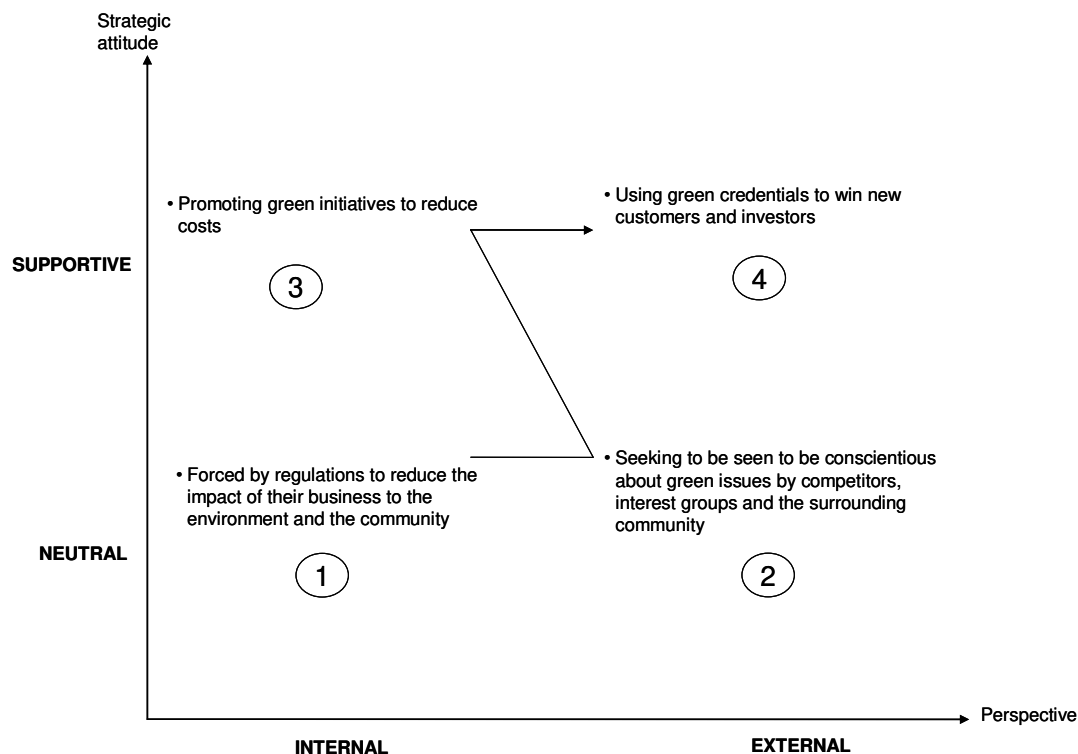 Strategic
attitude
• Promoting green initiatives to reduce
costs
• Using green credentials to win new
customers and investors
SUPPORTIVE
3
4
• Forced by regulations to reduce the
impact of their business to the
environment and the community
• Seeking to be seen to be conscientious
about green issues by competitors,
interest groups and the surrounding
community
NEUTRAL
1
2
Perspective
INTERNAL
EXTERNAL